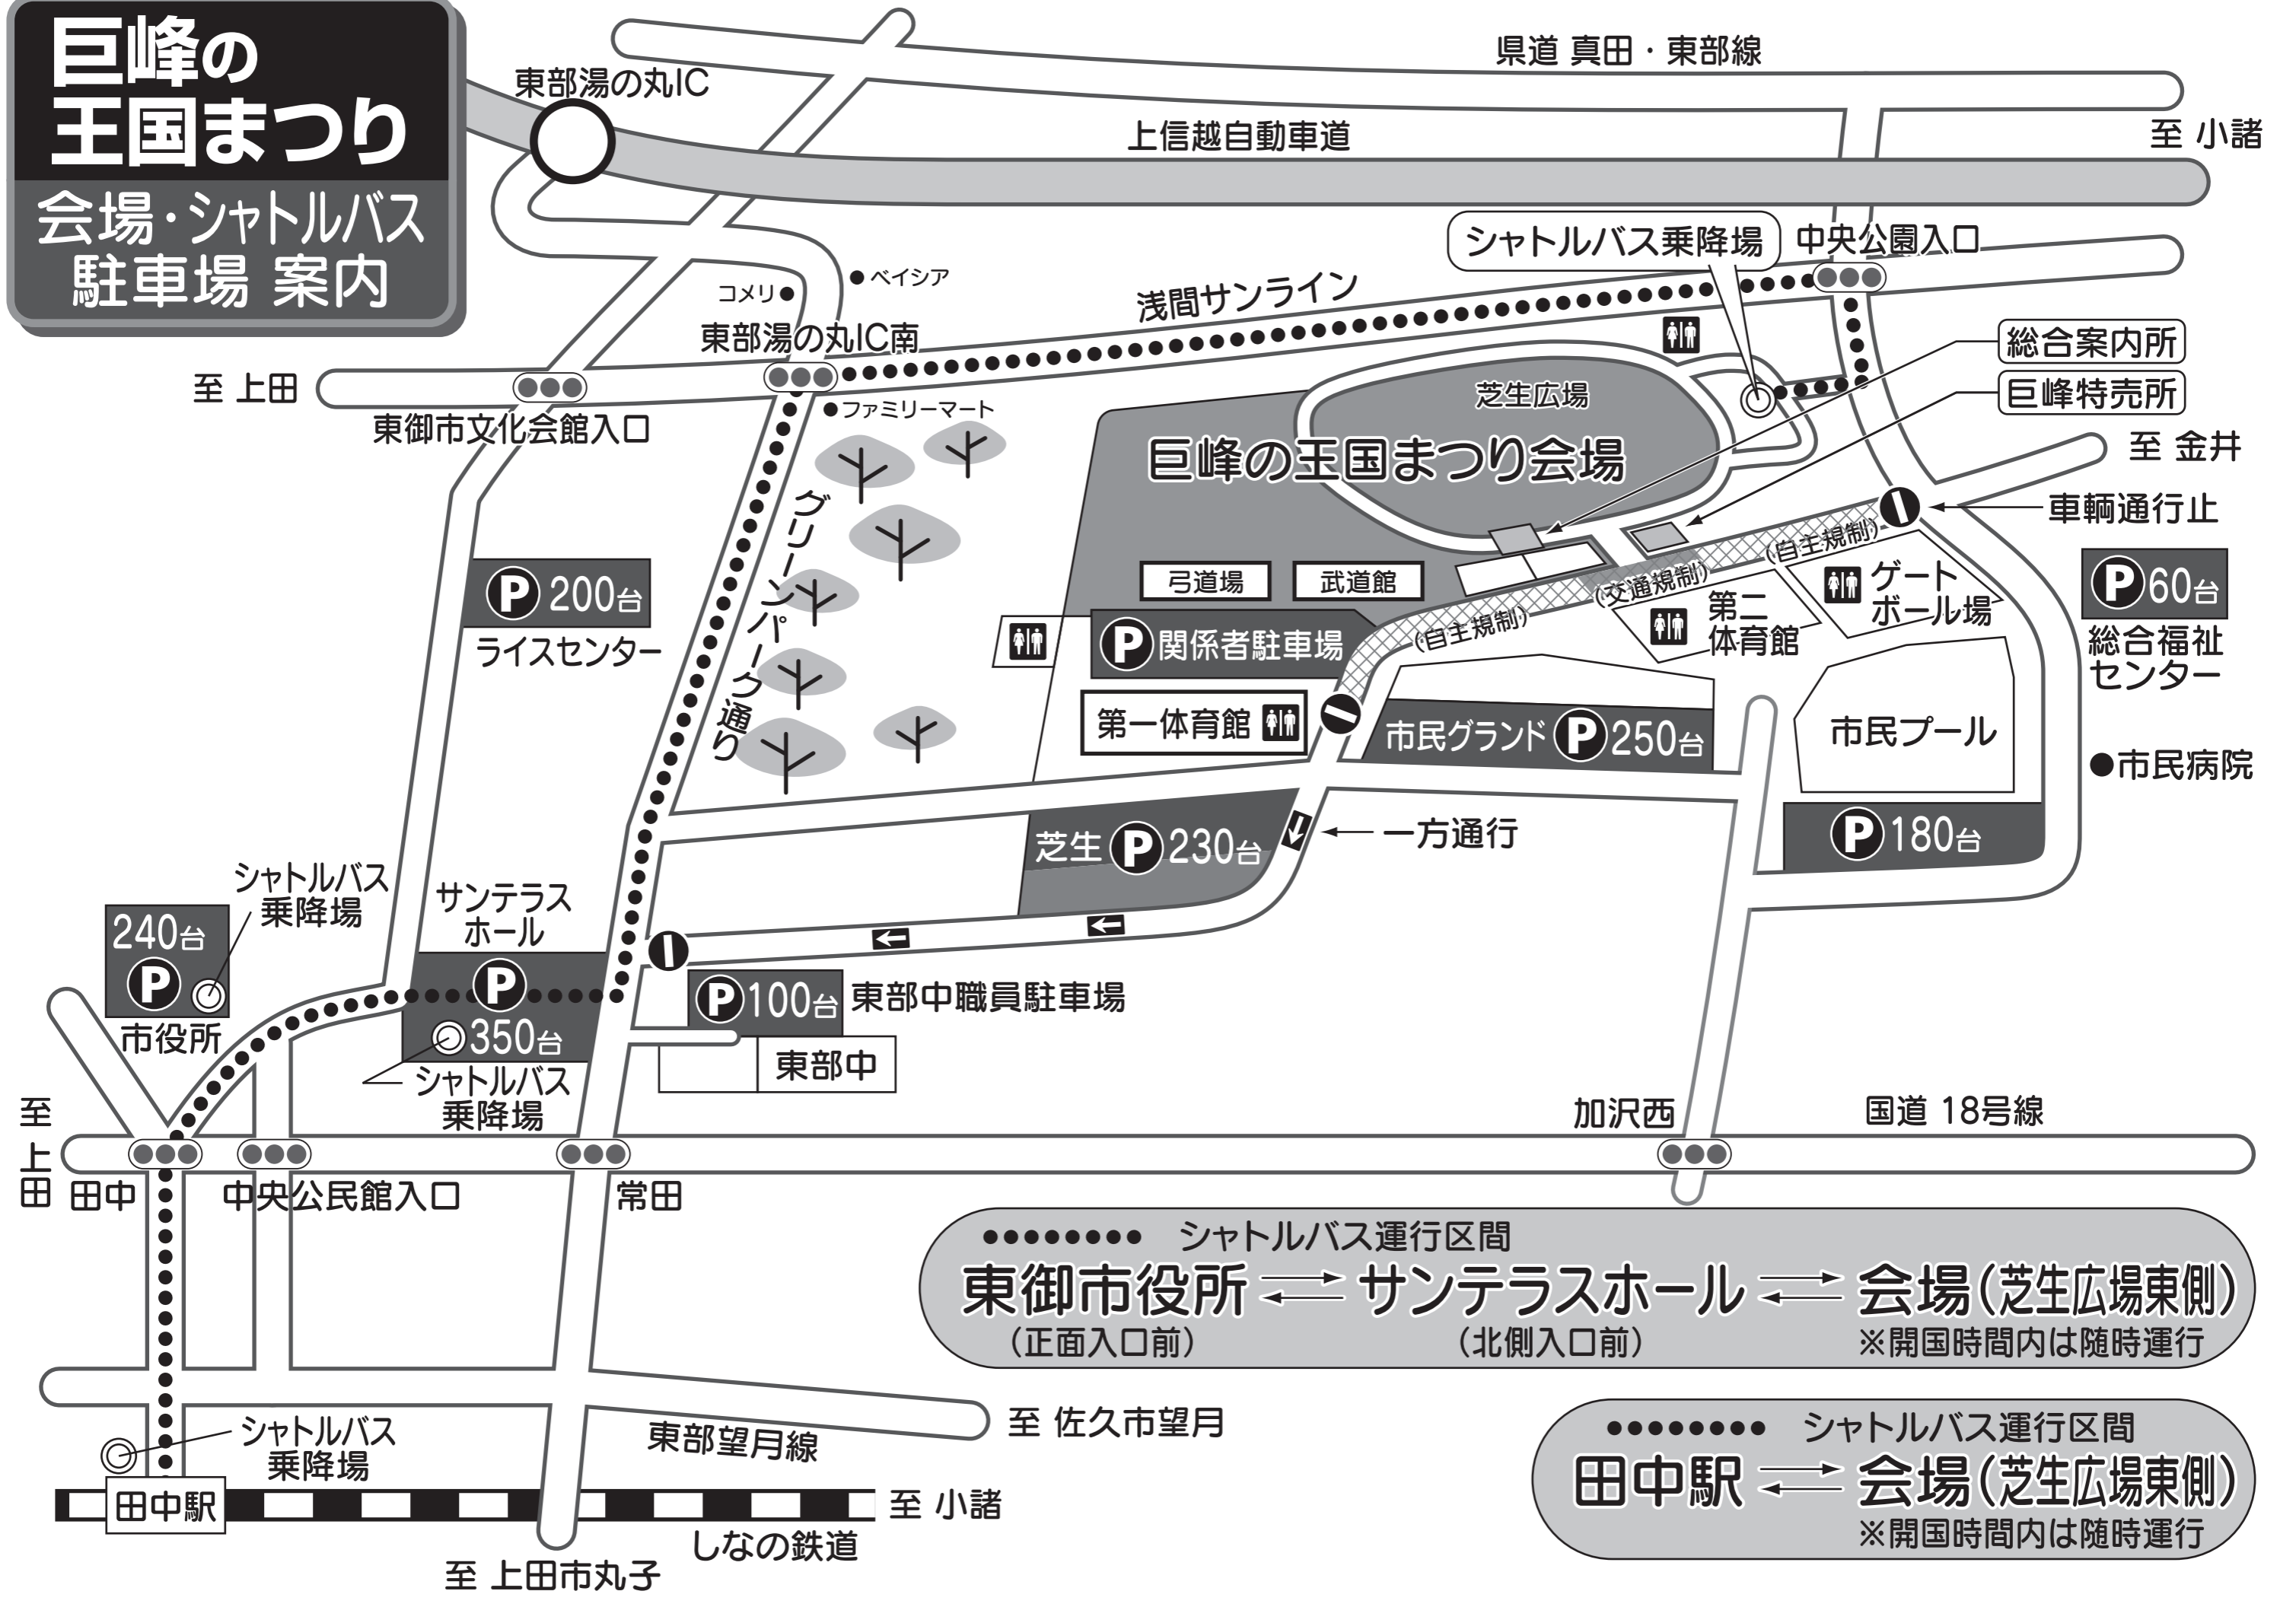 巨峰の
王国まつり
会場・シャトルバス
駐車場 案内
東部湯の丸IC
県道 真田・東部線
上信越自動車道
至 小諸
シャトルバス乗降場
中央公園入口
コメリ
ベイシア
浅間サンライン
東部湯の丸IC南
至 上田
東御市文化会館入口
ファミリーマート
総合案内所
巨峰特売所
芝生広場
巨峰の王国まつり会場
至 金井
車輌通行止
グリーンパーク通り
P 200台
ライスセンター
弓道場
武道館
(自主規制)
(交通規制)
(自主規制)
ゲート
ボール場
第二
体育館
P 60台
総合福祉
センター
P 関係者駐車場
第一体育館
市民グランド P 250台
市民プール
市民病院
芝生 P 230台
一方通行
P 180台
シャトルバス
乗降場
サンテラス
ホール
240台
P
市役所
P
350台
シャトルバス
乗降場
P 100台
東部中職員駐車場
東部中
至 上田
田中
中央公民館入口
常田
加沢西
国道 18号線
シャトルバス運行区間
東御市役所
サンテラスホール
会場(芝生広場東側)
(正面入口前)
(北側入口前)
※開国時間内は随時運行
至 佐久市望月
東部望月線
シャトルバス
乗降場
シャトルバス運行区間
田中駅
会場(芝生広場東側)
※開国時間内は随時運行
田中駅
至 小諸
しなの鉄道
至 上田市丸子